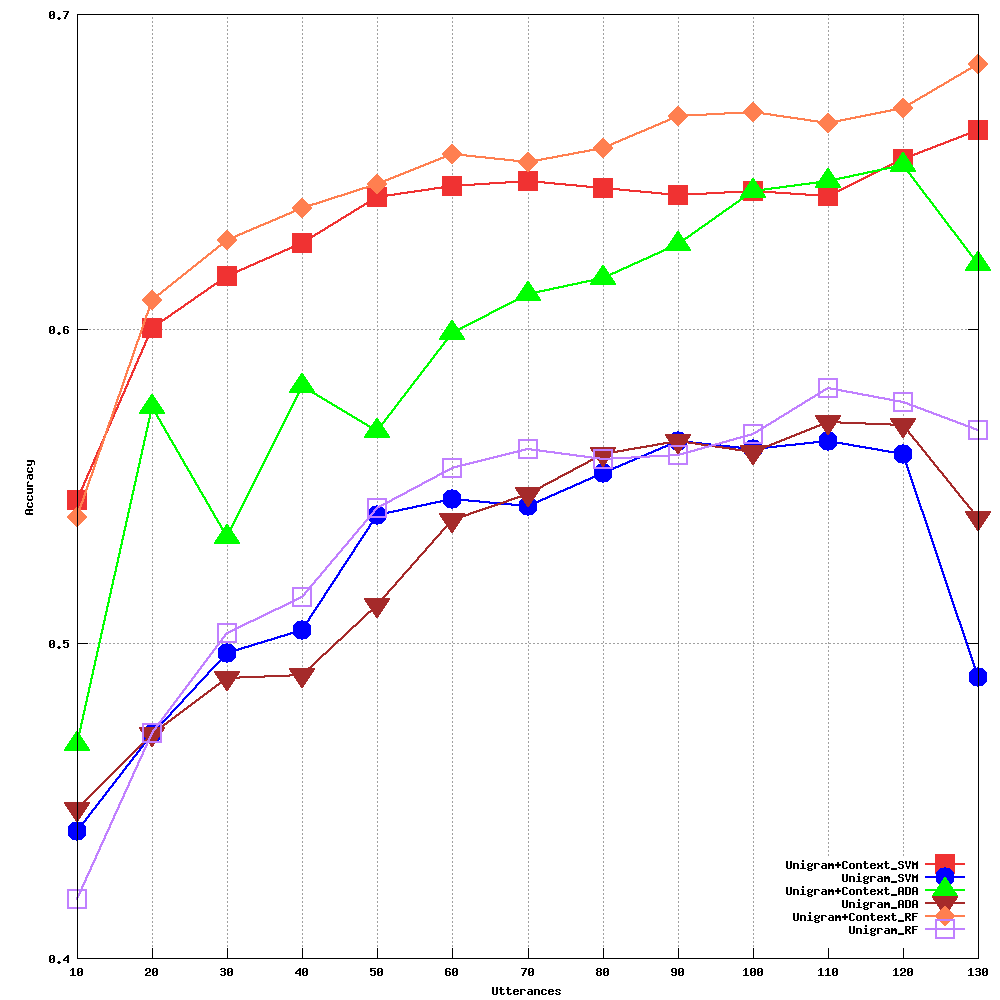 0.7
0.6
Accuracy
0.5
Unigram+Context_SVM
Unigram_SVM
Unigram+Context_ADA
Unigram_ADA
Unigram+Context_RF
Unigram_RF
0.4
10 20 30 40 50 60 70 80 90 100 110 120 130
Utterances